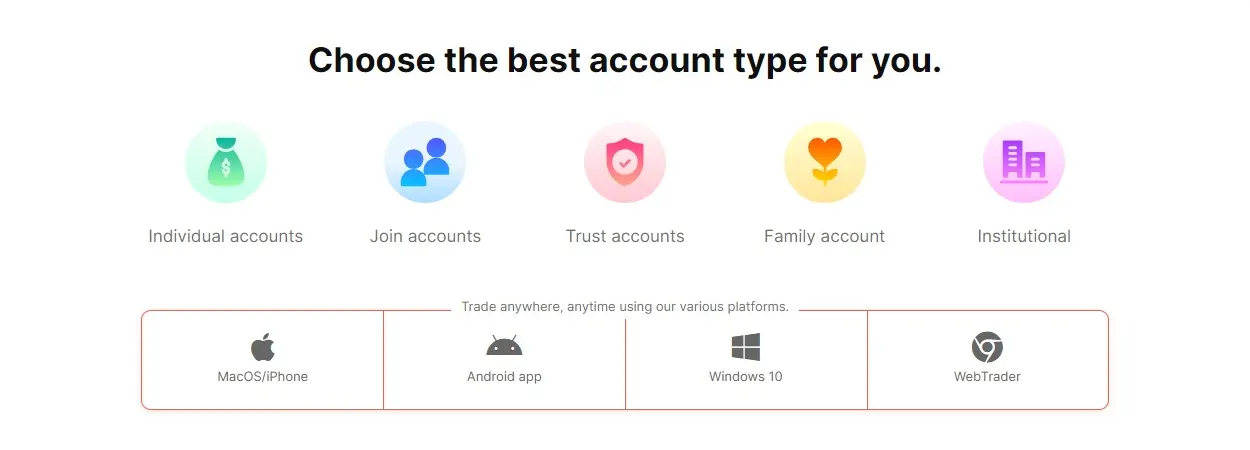 Choose the best account type for you.
$
Individual accounts
Join accounts
Trust accounts
Family account
Institutional
Trade anywhere, anytime using our various platforms.
MacOS/iPhone
Android app
Windows 10
WebTrader